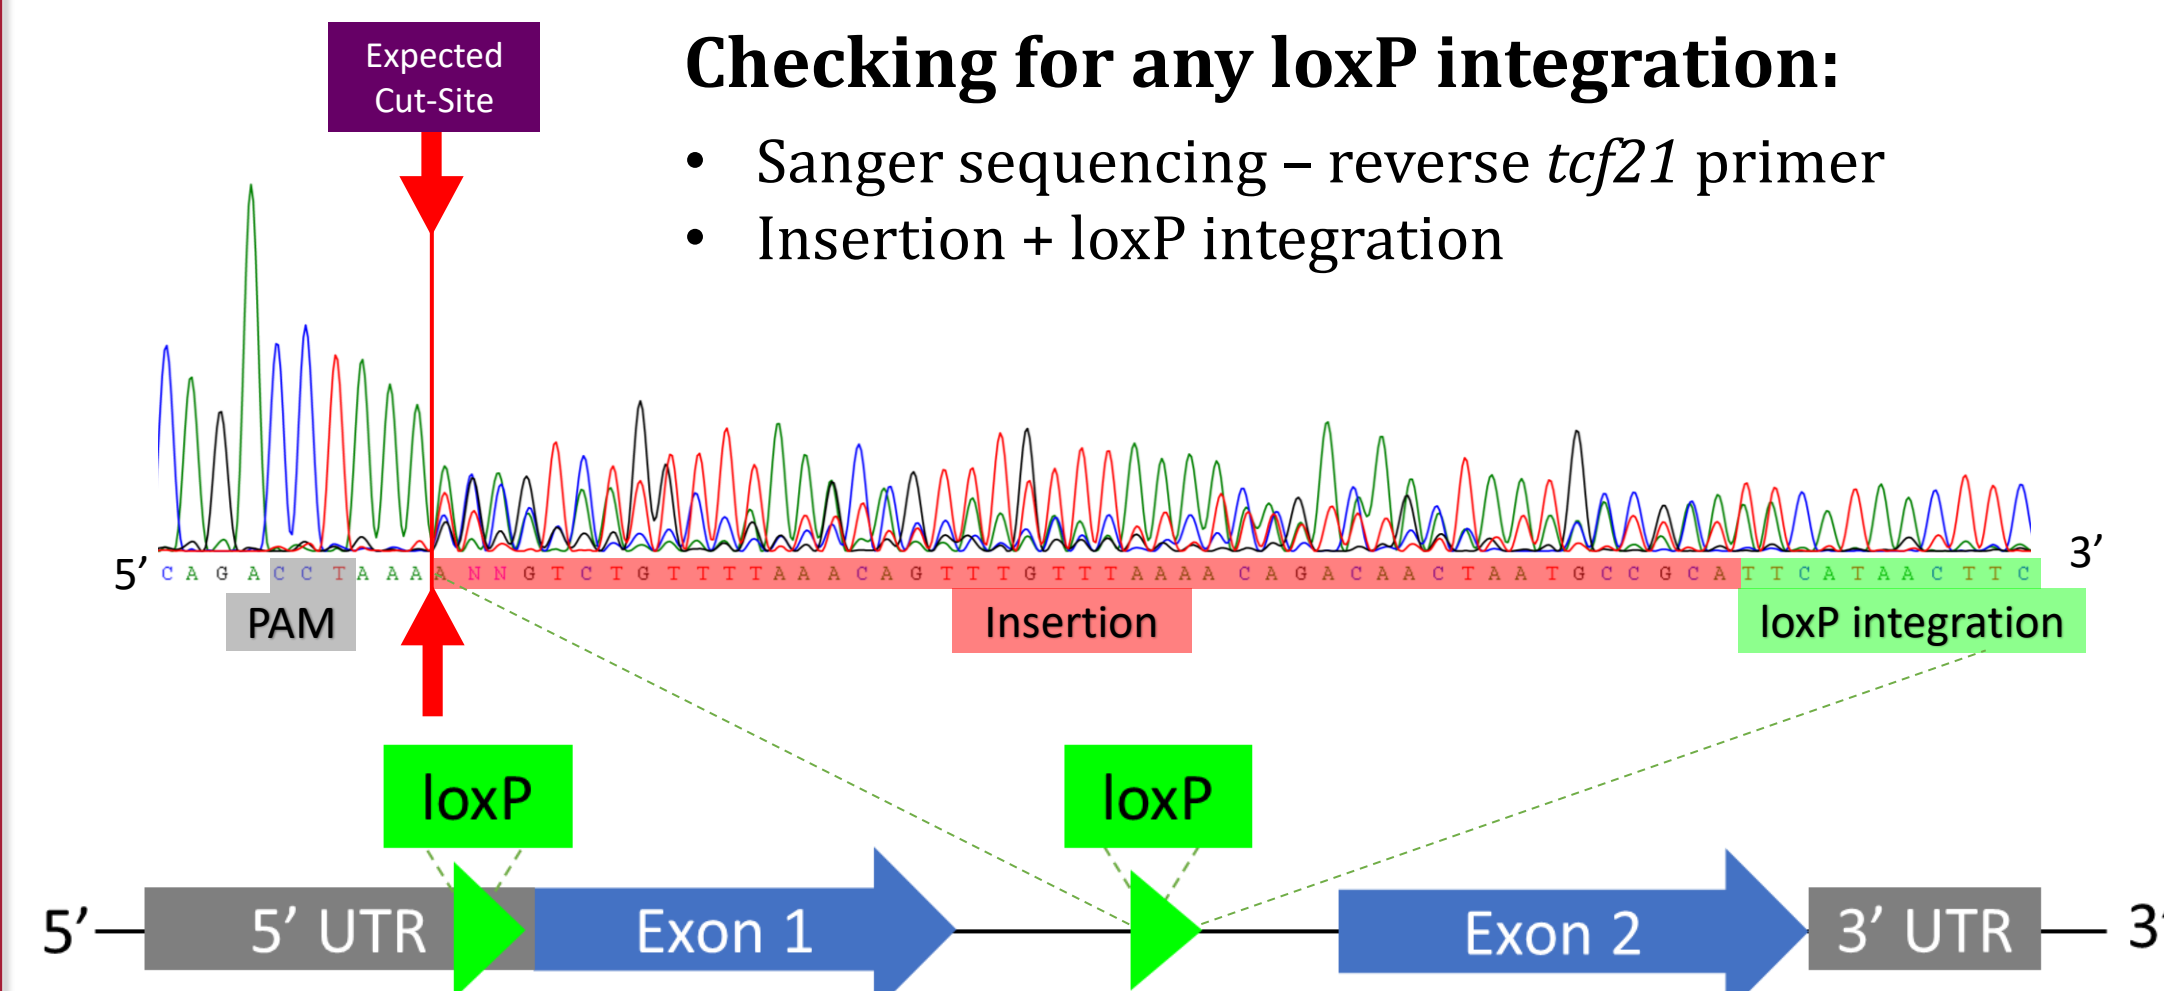 Expected
Cut-Site
Checking for any loxP integration:
• Sanger sequencing – reverse tcf21 primer
• Insertion + loxP integration
5’ C A G A C C T A A A A N N G T C T G T T T T A A A C A G T T T G T T T A A A A C A G A C A A C T A A T G C C G C A T T C A T A A C T T C 3’
PAM Insertion loxP integration
loxP loxP
5’ 5’ UTR Exon 1 Exon 2 3’ UTR 3’